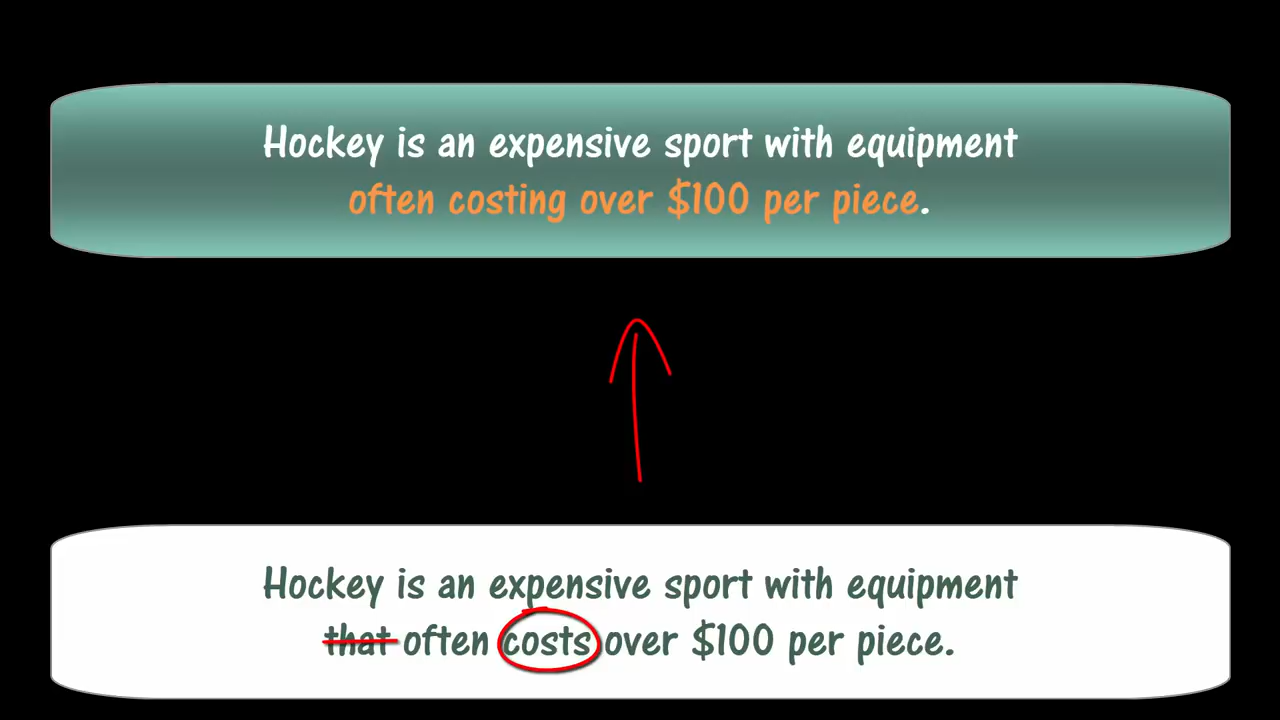 Hockey is an expensive sport with equipment
often costing over $100 per piece.
Hockey is an expensive sport with equipment
that often costs over $100 per piece.